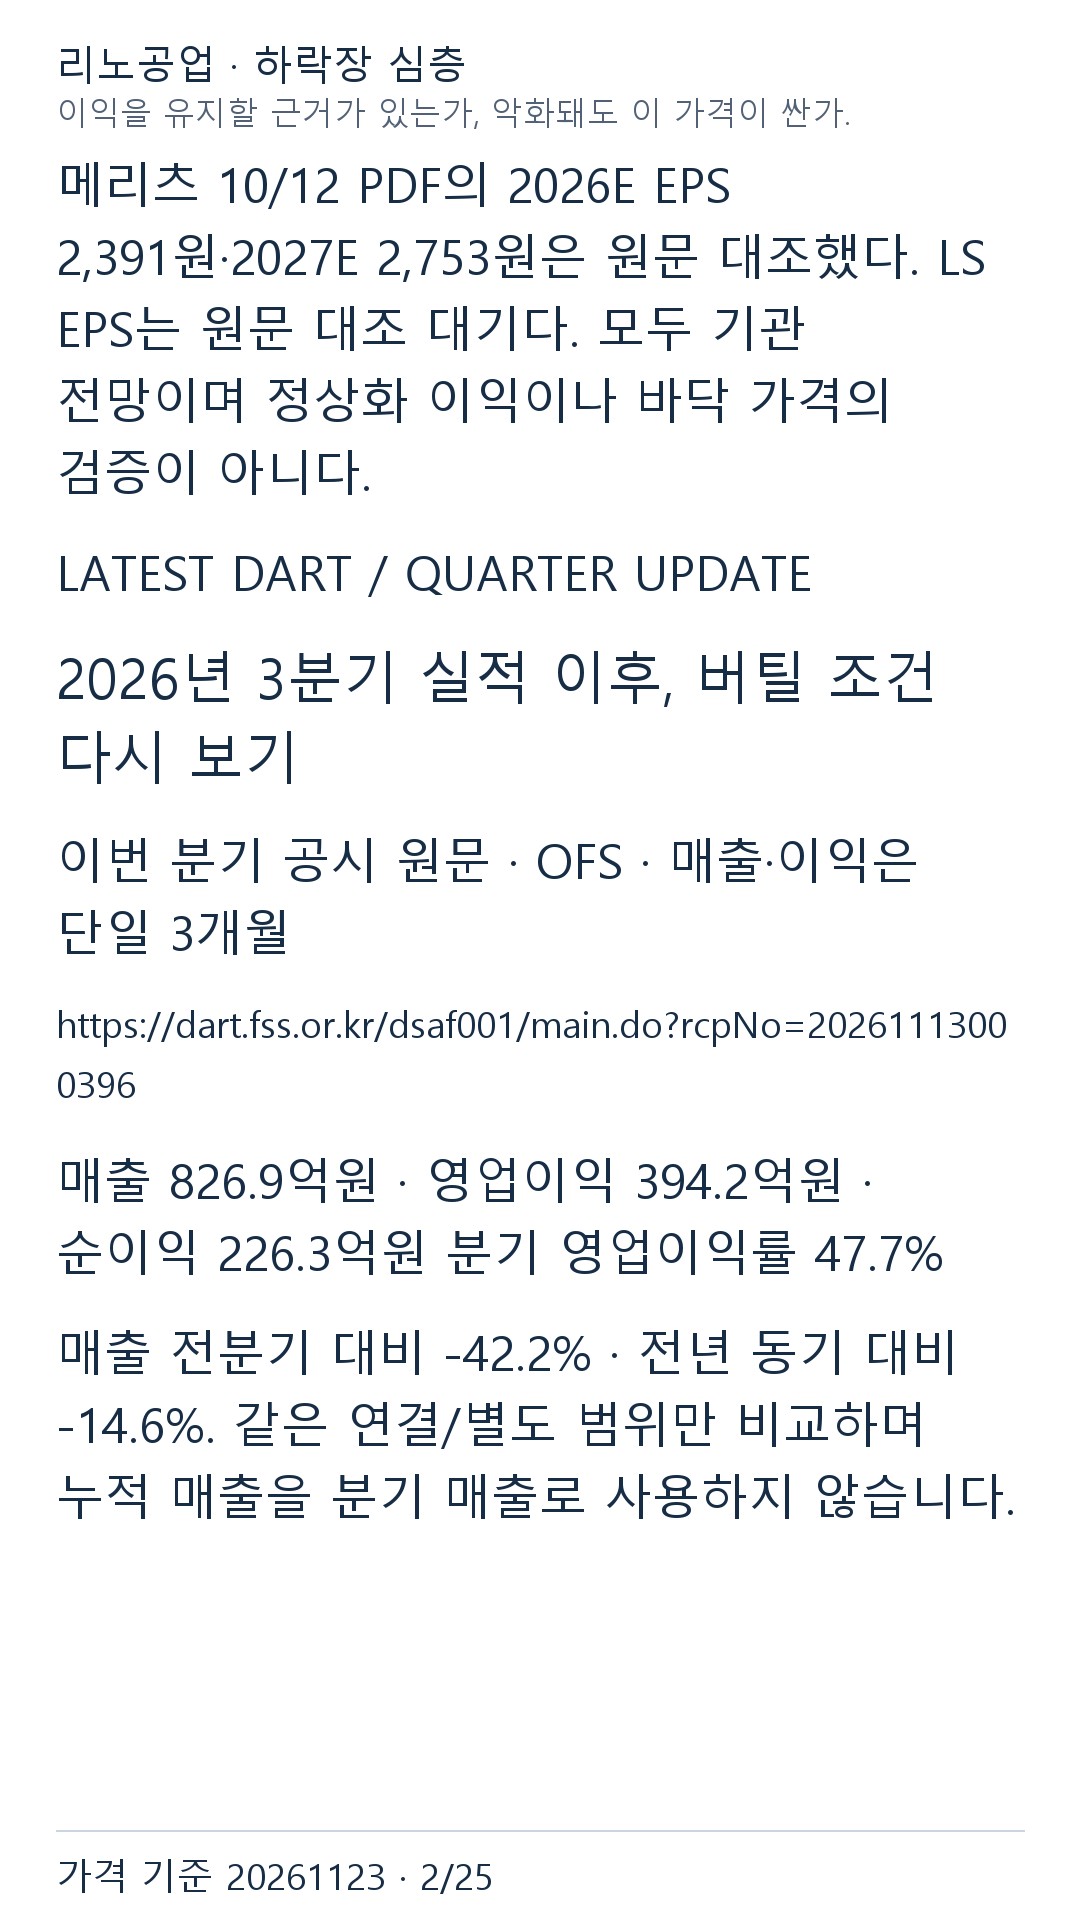 리노공업 · 하락장 심층
이익을 유지할 근거가 있는가, 악화돼도 이 가격이 싼가.
메리츠 10/12 PDF의 2026E EPS
2,391원·2027E 2,753원은 원문 대조했다. LS
EPS는 원문 대조 대기다. 모두 기관
전망이며 정상화 이익이나 바닥 가격의
검증이 아니다.
LATEST DART / QUARTER UPDATE
2026년 3분기 실적 이후, 버틸 조건
다시 보기
이번 분기 공시 원문 · OFS · 매출·이익은
단일 3개월
https://dart.fss.or.kr/dsaf001/main.do?rcpNo=2026111300
0396
매출 826.9억원 · 영업이익 394.2억원 ·
순이익 226.3억원 분기 영업이익률 47.7%
매출 전분기 대비 -42.2% · 전년 동기 대비
-14.6%. 같은 연결/별도 범위만 비교하며
누적 매출을 분기 매출로 사용하지 않습니다.
가격 기준 20261123 · 2/25